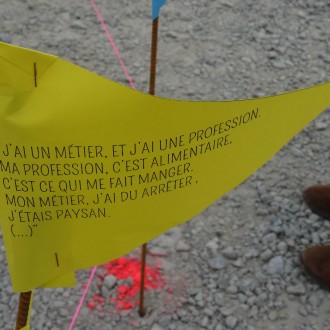 J'AI UN MÉTIER, ET J'AI UNE PROFESSION.
MA PROFESSION, C'EST ALIMENTAIRE,
C'EST CE QUI ME FAIT MANGER.
MON MÉTIER, J'AI DU ARRÊTER,
J'ÉTAIS PAYSAN.
(...)"